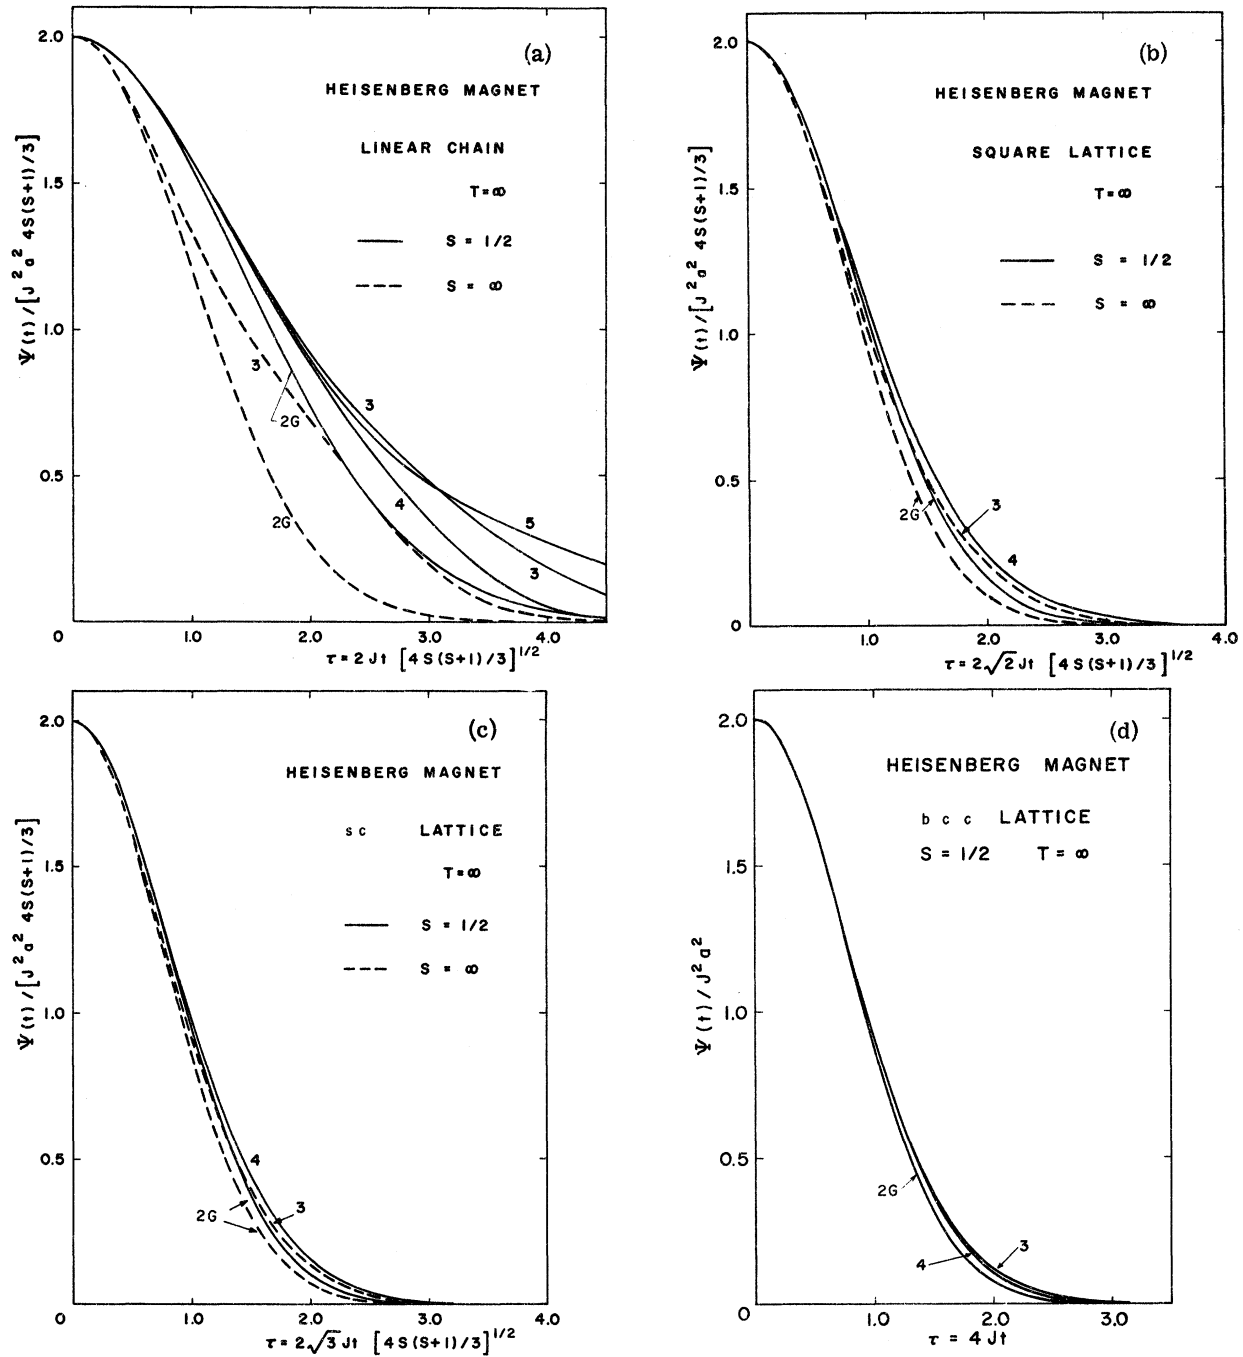 (a)
HEISENBERG MAGNET
LINEAR CHAIN
T = ∞
S = 1/2
S = ∞
Ψ(t)/[J²a² 4S(S+1)/3]
2.0
1.5
1.0
0.5
0
3
2G
2G
4
5
3
3
1.0
2.0
3.0
4.0
τ = 2Jt [4S(S+1)/3]^1/2
(b)
HEISENBERG MAGNET
SQUARE LATTICE
T = ∞
S = 1/2
S = ∞
Ψ(t)/[J²a² 4S(S+1)/3]
2.0
1.5
1.0
0.5
0
2G
3
4
1.0
2.0
3.0
4.0
τ = 2√2 Jt [4S(S+1)/3]^1/2
(c)
HEISENBERG MAGNET
sc LATTICE
T = ∞
S = 1/2
S = ∞
Ψ(t)/[J²a² 4S(S+1)/3]
2.0
1.5
1.0
0.5
0
4
2G
3
1.0
2.0
3.0
4.0
τ = 2√3 Jt [4S(S+1)/3]^1/2
(d)
HEISENBERG MAGNET
bcc LATTICE
S = 1/2 T = ∞
Ψ(t)/J²a²
2.0
1.5
1.0
0.5
0
2G
4
3
1.0
2.0
3.0
τ = 4Jt